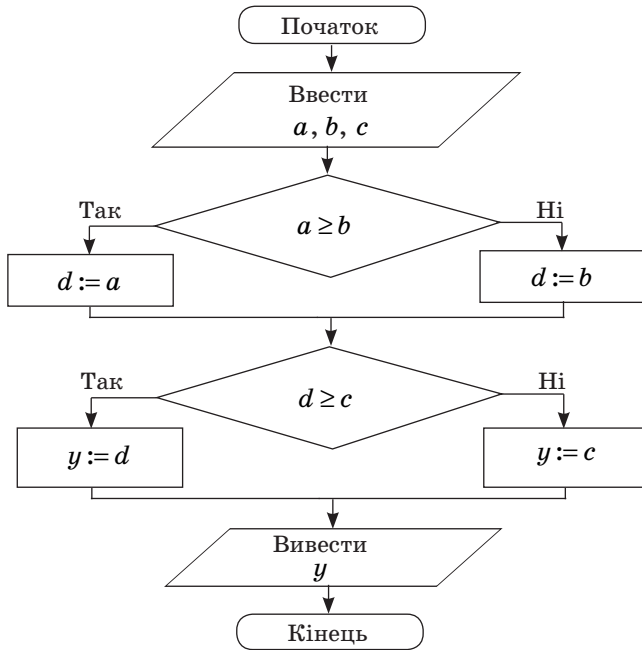 Початок
Ввести
a, b, c
Так
a ≥ b
Ні
d := a
d := b
Так
d ≥ c
Ні
y := d
y := c
Вивести
y
Кінець